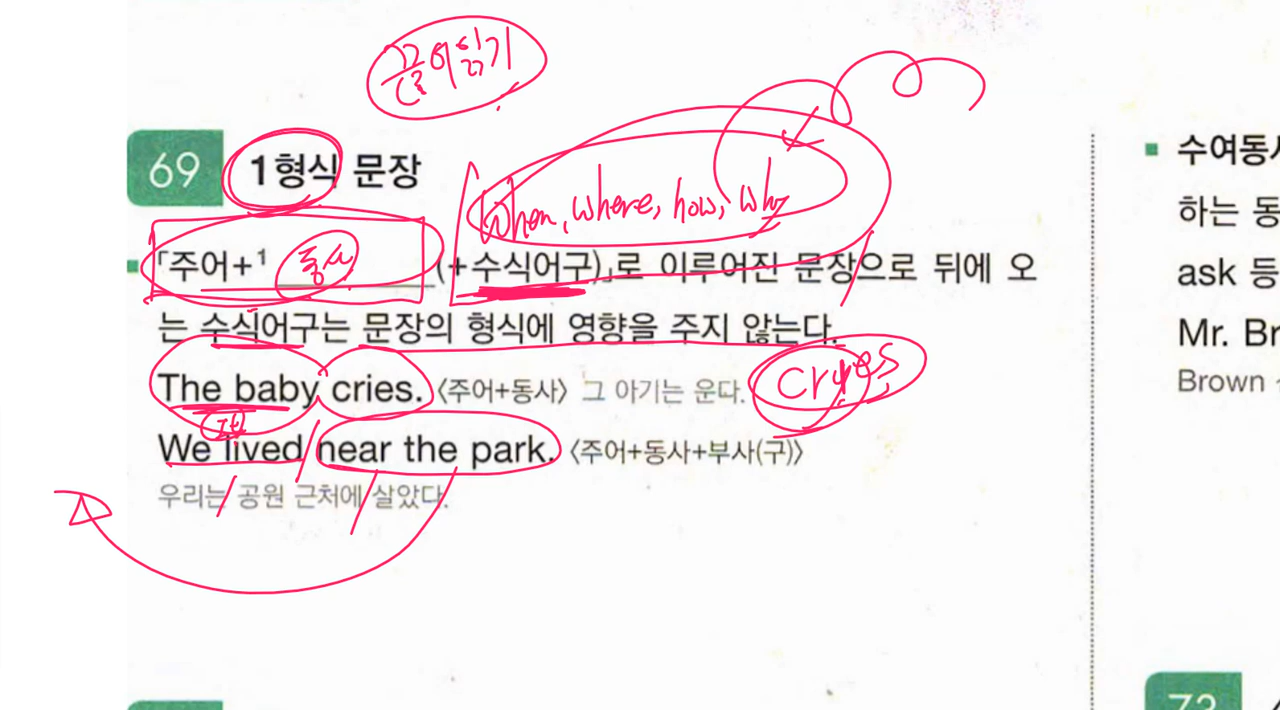 끊어읽기
69 1형식 문장
when, where, how, why
「주어+¹ 동사 (+수식어구)」로 이루어진 문장으로 뒤에 오
는 수식어구는 문장의 형식에 영향을 주지 않는다.
The baby cries. 〈주어+동사〉 그 아기는 운다. cryes
We lived near the park. 〈주어+동사+부사(구)〉
우리는 공원 근처에 살았다.
수여동사
하는 동
ask 등
Mr. Br
Brown
73